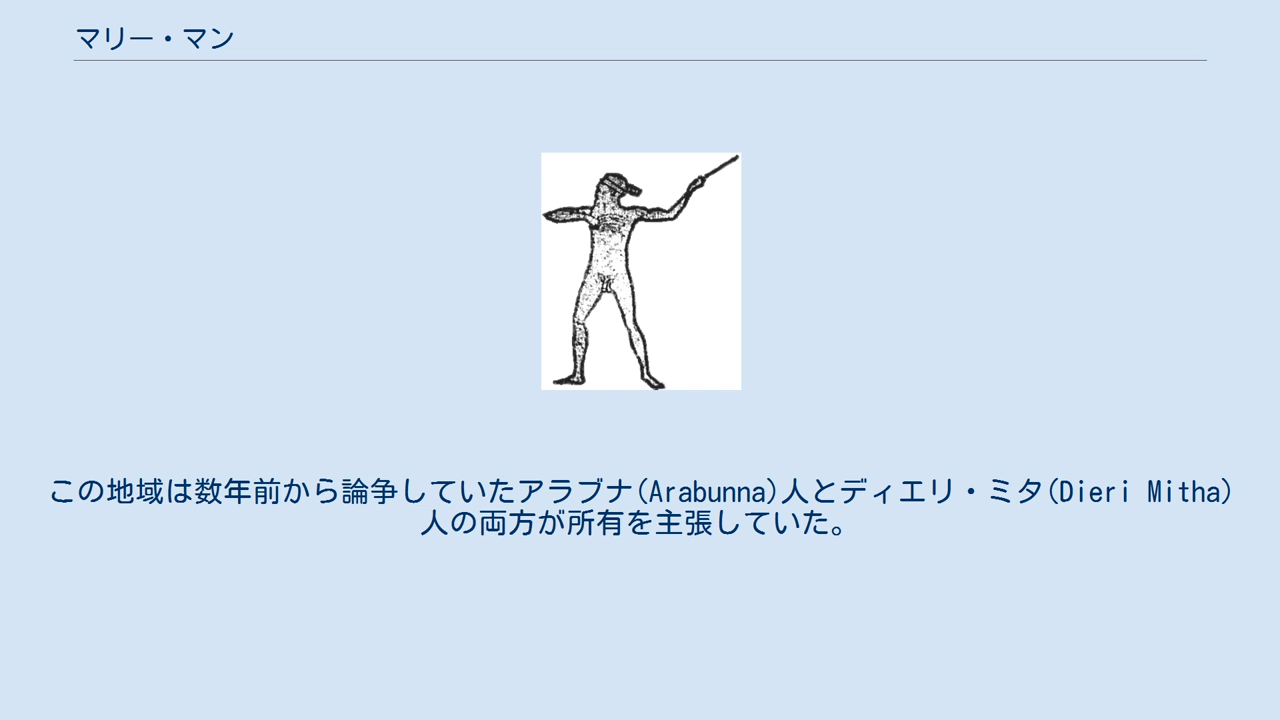 マリー・マン
この地域は数年前から論争していたアラブナ(Arabunna)人とディエリ・ミタ(Dieri Mitha)
人の両方が所有を主張していた。